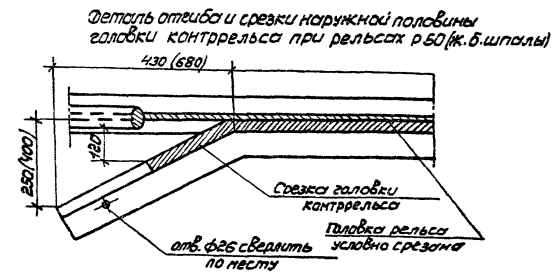 Деталь отгиба и срезки наружной половины
головки контррельса при рельсах Р50 (ж.б.шпалы)
430 (680)
250(400)
120
Срезка головки
контррельса
Головка рельса
условно срезана
отв. ф26 сверлить
по месту